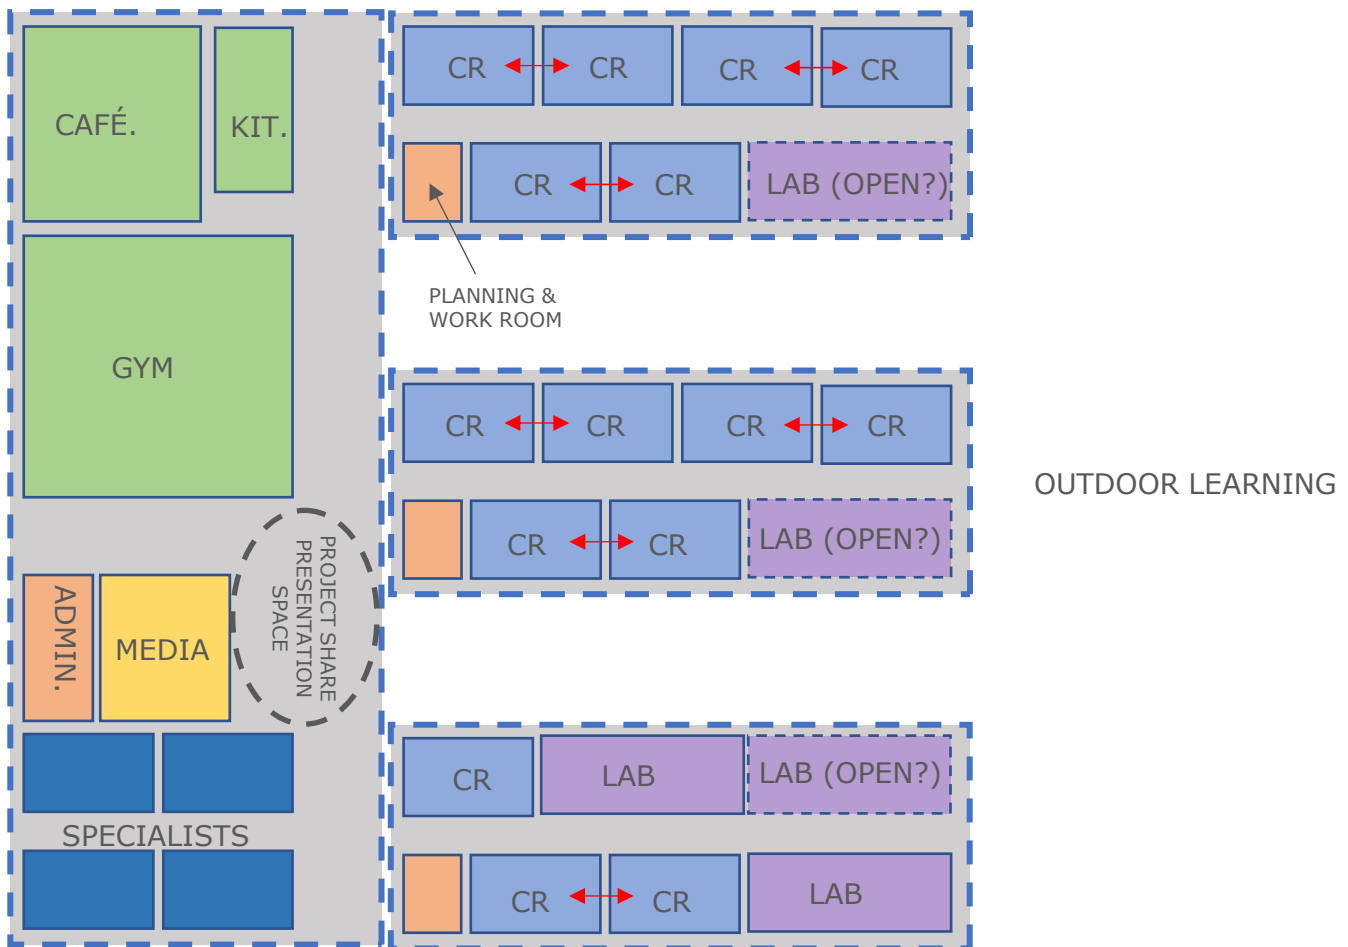 CAFÉ.
KIT.
GYM
ADMIN.
MEDIA
PROJECT SHARE
PRESENTATION
SPACE
SPECIALISTS
CR
CR
CR
CR
CR
CR
LAB (OPEN?)
PLANNING &
WORK ROOM
CR
CR
CR
CR
CR
CR
LAB (OPEN?)
CR
LAB
LAB (OPEN?)
CR
CR
LAB
OUTDOOR LEARNING